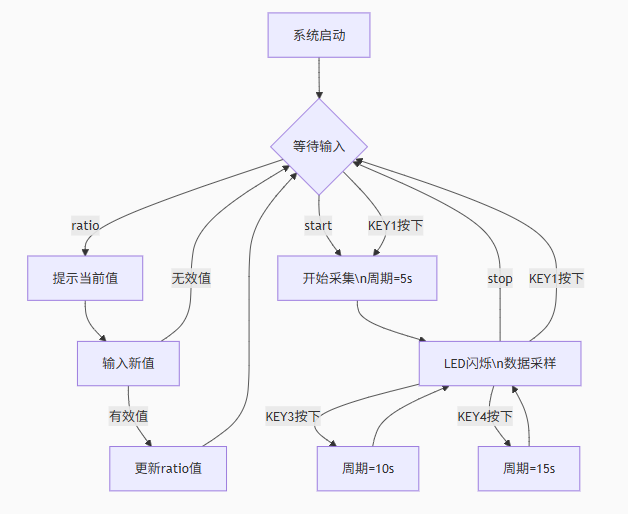 系统启动
等待输入
ratio
start
KEY1按下
提示当前值
无效值
开始采集\n周期=5s
stop
KEY1按下
输入新值
LED闪烁\n数据采样
有效值
KEY3按下
KEY4按下
更新ratio值
周期=10s
周期=15s